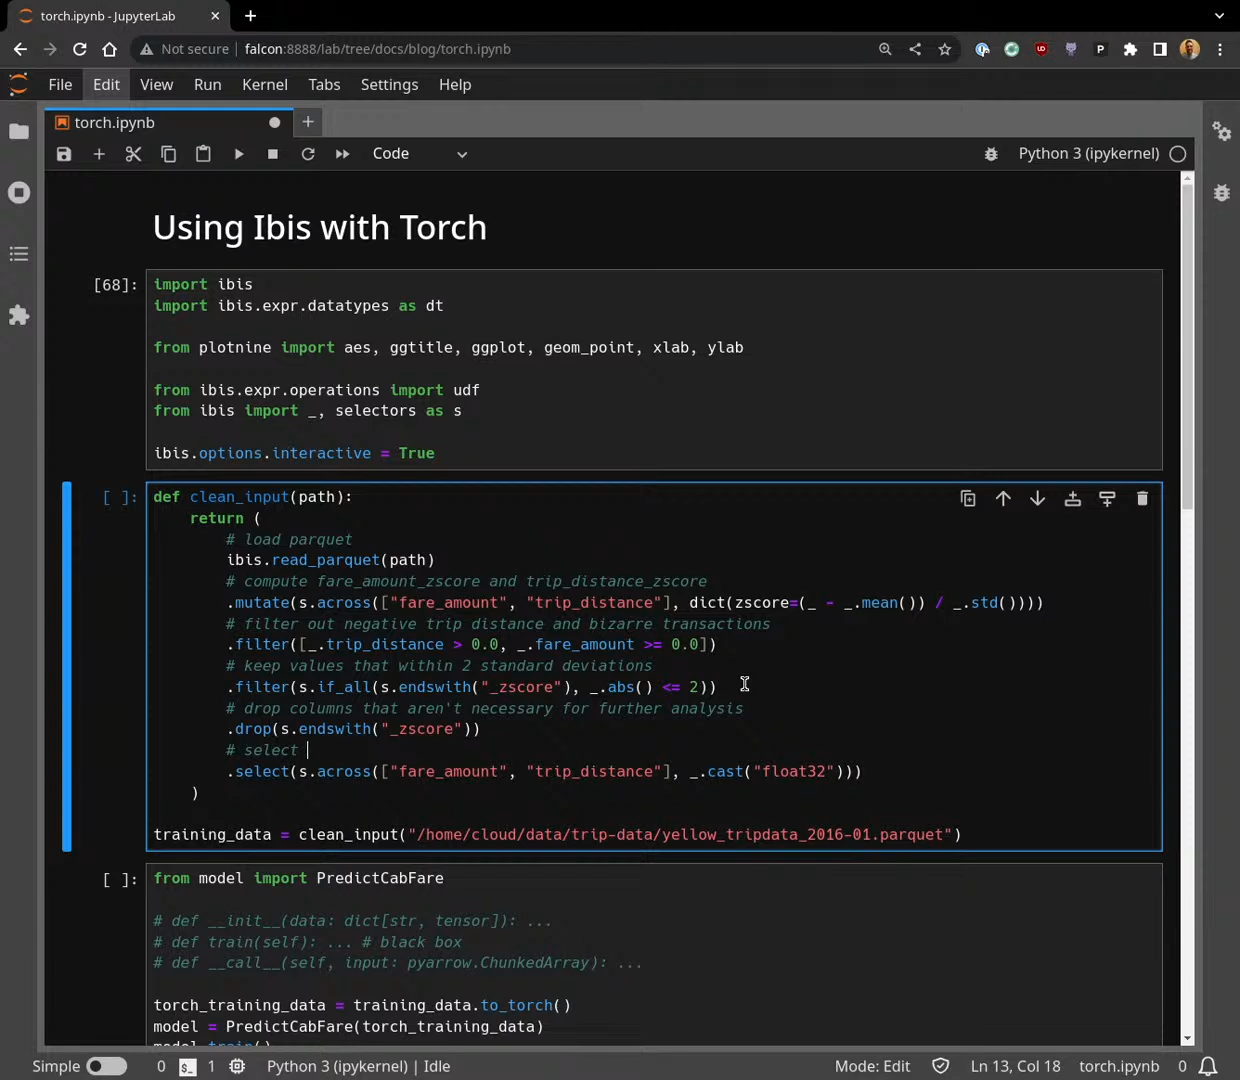 torch.ipynb - JupyterLab
Not secure | falcon:8888/lab/tree/docs/blog/torch.ipynb
File Edit View Run Kernel Tabs Settings Help
torch.ipynb
Code Python 3 (ipykernel)
Using Ibis with Torch
[68]: import ibis
import ibis.expr.datatypes as dt
from plotnine import aes, ggtitle, ggplot, geom_point, xlab, ylab
from ibis.expr.operations import udf
from ibis import _, selectors as s
ibis.options.interactive = True
[ ]: def clean_input(path):
return (
# load parquet
ibis.read_parquet(path)
# compute fare_amount_zscore and trip_distance_zscore
.mutate(s.across(["fare_amount", "trip_distance"], dict(zscore=(_ - _.mean()) / _.std())))
# filter out negative trip distance and bizarre transactions
.filter([_.trip_distance > 0.0, _.fare_amount >= 0.0])
# keep values that within 2 standard deviations
.filter(s.if_all(s.endswith("_zscore"), _.abs() <= 2))
# drop columns that aren't necessary for further analysis
.drop(s.endswith("_zscore"))
# select
.select(s.across(["fare_amount", "trip_distance"], _.cast("float32")))
)
training_data = clean_input("/home/cloud/data/trip-data/yellow_tripdata_2016-01.parquet")
[ ]: from model import PredictCabFare
# def __init__(data: dict[str, tensor]): ...
# def train(self): ... # black box
# def __call__(self, input: pyarrow.ChunkedArray): ...
torch_training_data = training_data.to_torch()
model = PredictCabFare(torch_training_data)
model.train()
Simple 0 $_ 1 Python 3 (ipykernel) | Idle Mode: Edit Ln 13, Col 18 torch.ipynb 0